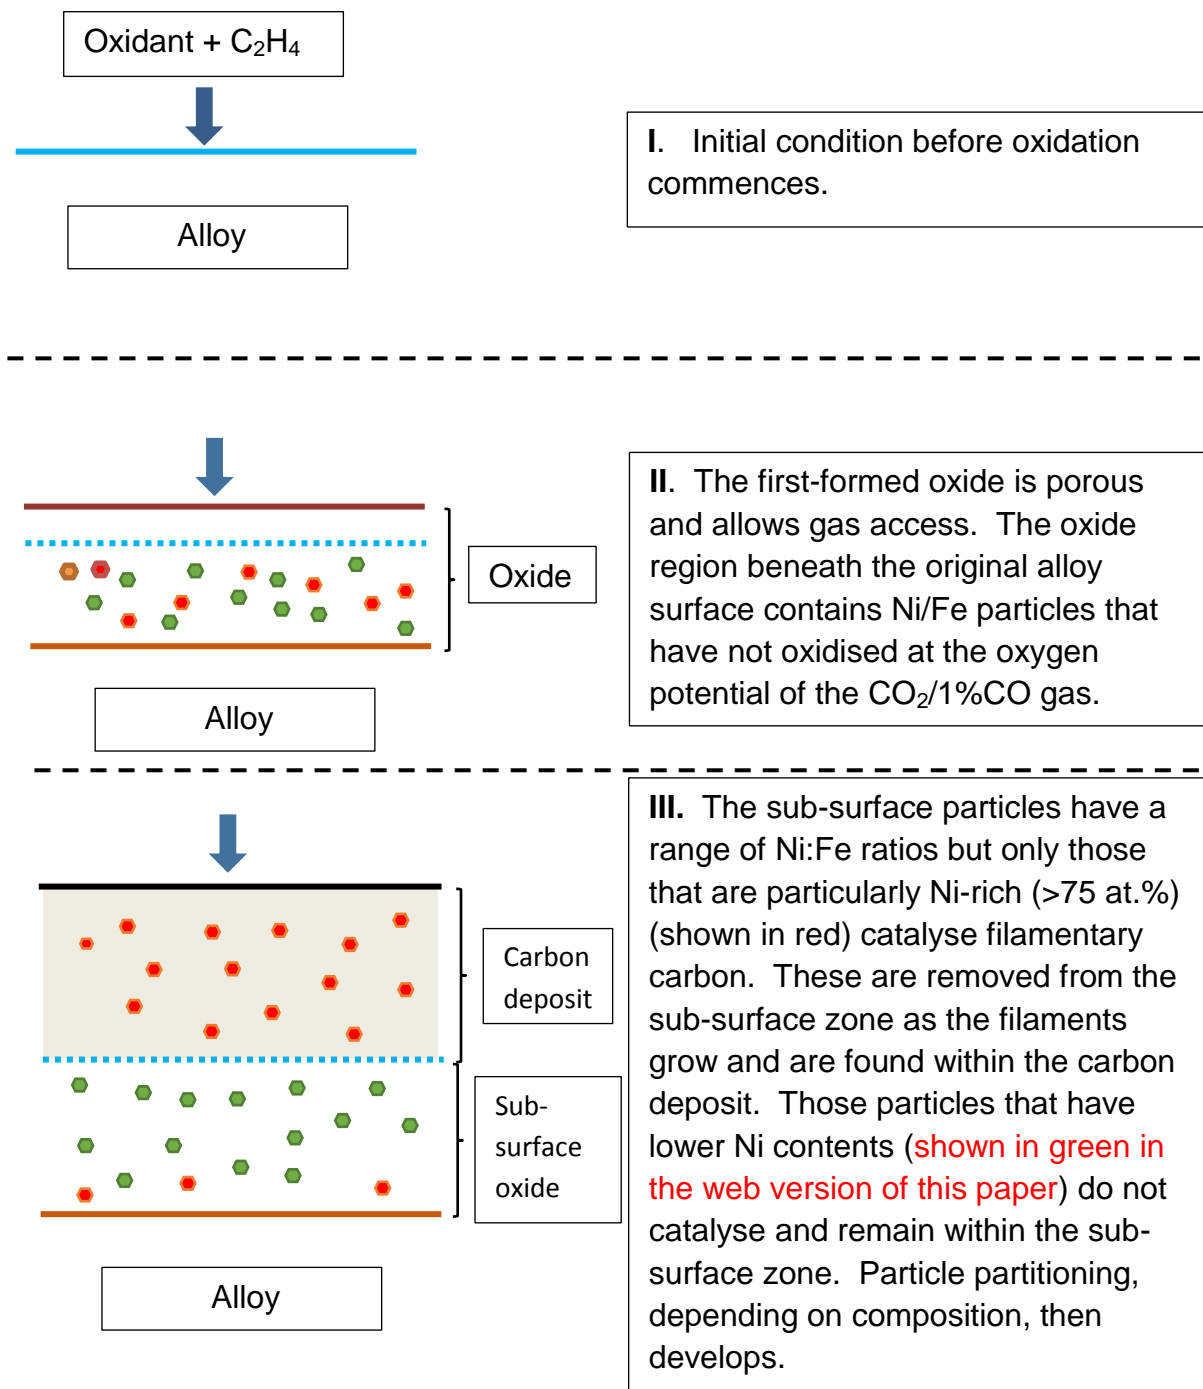 Oxidant + C₂H₄
Alloy
I. Initial condition before oxidation
commences.
Oxide
Alloy
II. The first-formed oxide is porous
and allows gas access. The oxide
region beneath the original alloy
surface contains Ni/Fe particles that
have not oxidised at the oxygen
potential of the CO₂/1%CO gas.
Carbon
deposit
Sub-
surface
oxide
Alloy
III. The sub-surface particles have a
range of Ni:Fe ratios but only those
that are particularly Ni-rich (>75 at.%)
(shown in red) catalyse filamentary
carbon. These are removed from the
sub-surface zone as the filaments
grow and are found within the carbon
deposit. Those particles that have
lower Ni contents (shown in green in
the web version of this paper) do not
catalyse and remain within the sub-
surface zone. Particle partitioning,
depending on composition, then
develops.